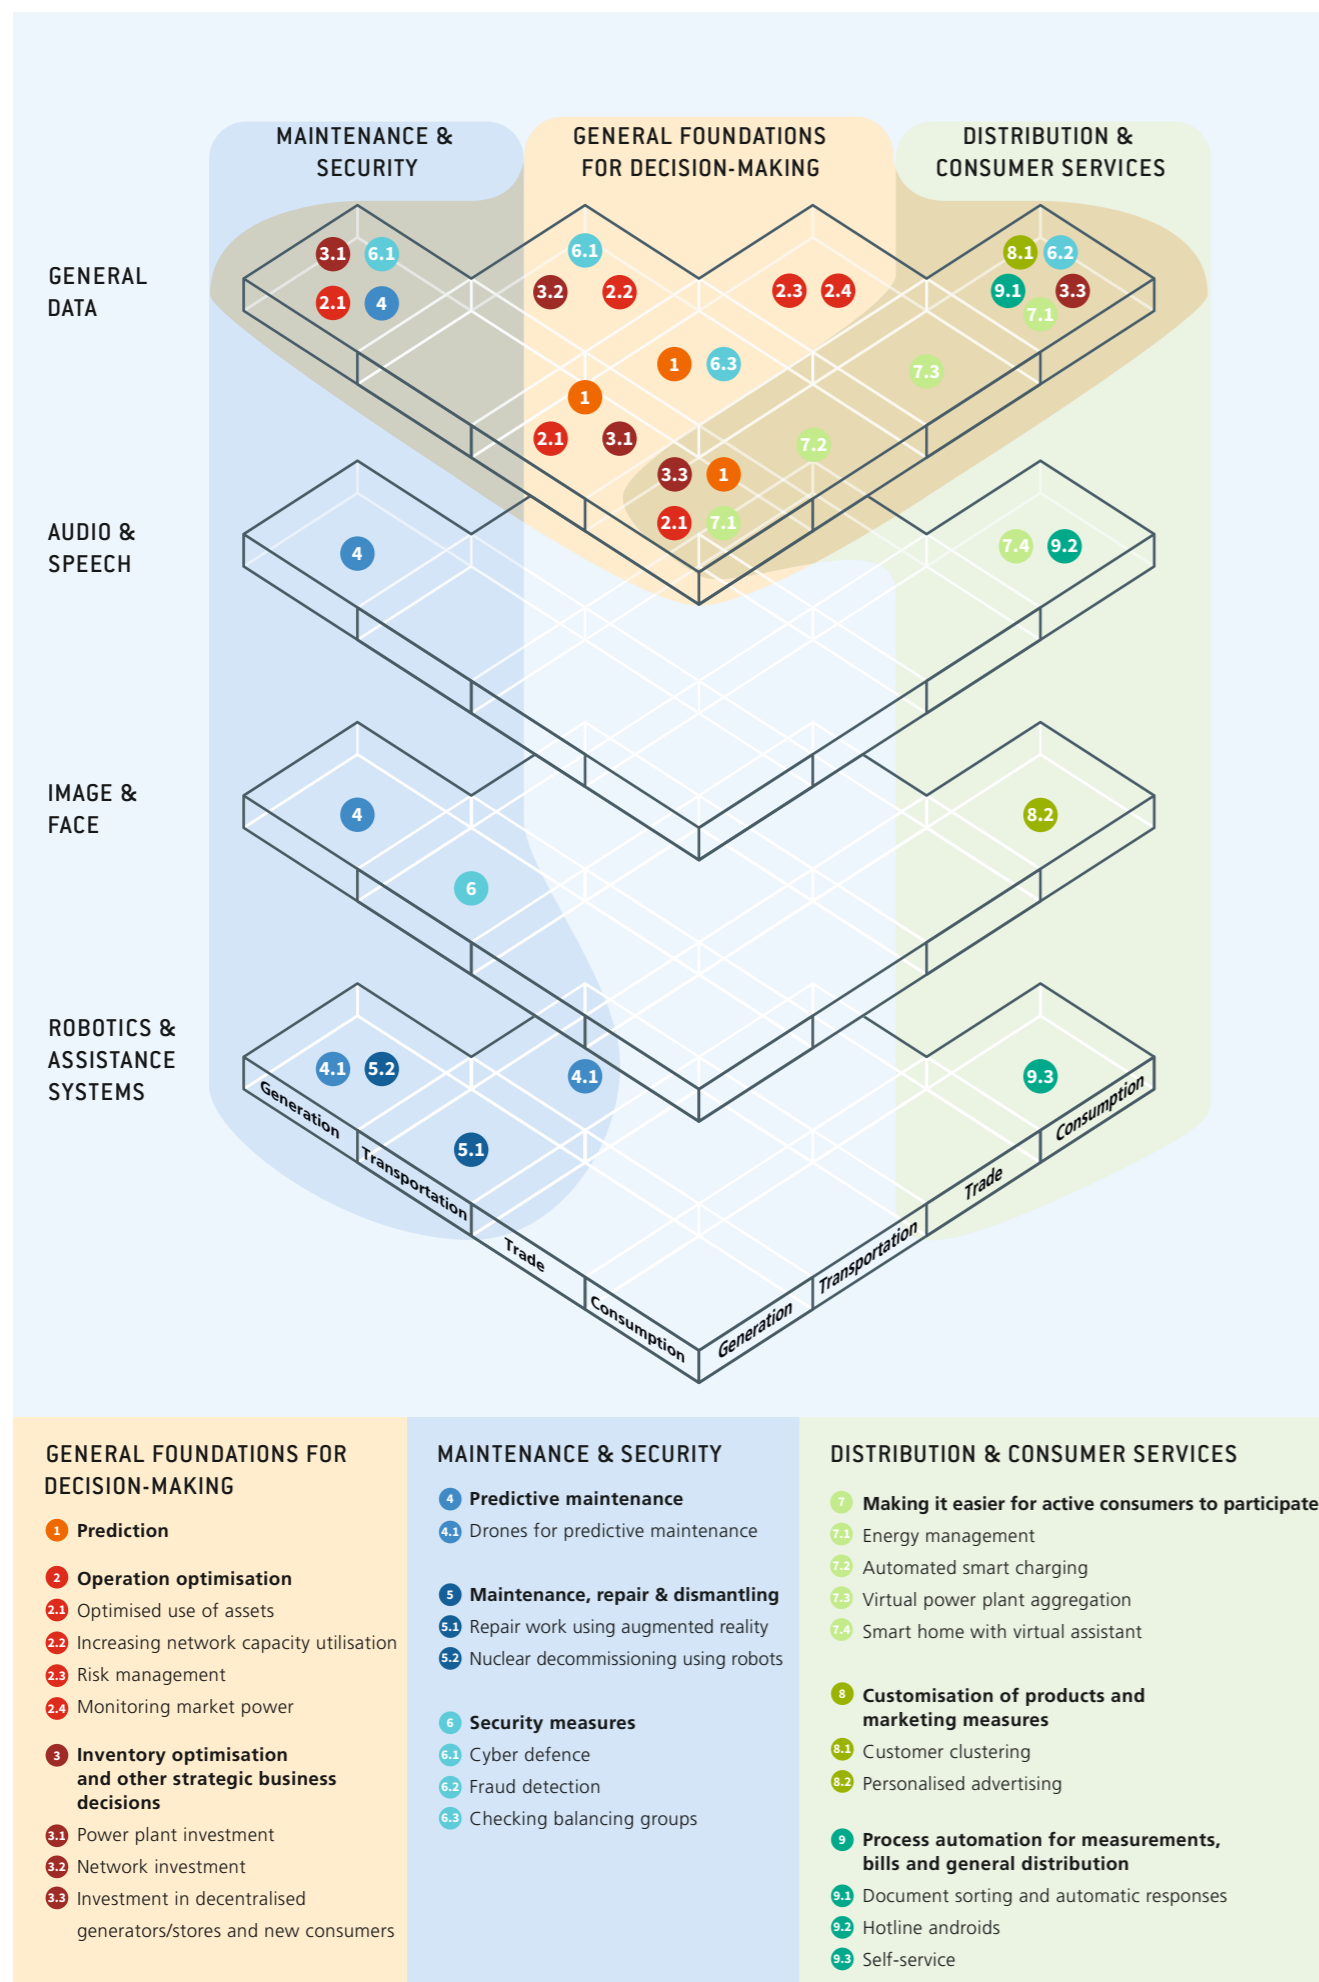 MAINTENANCE &
SECURITY
GENERAL FOUNDATIONS
FOR DECISION-MAKING
DISTRIBUTION &
CONSUMER SERVICES
GENERAL
DATA
3.1 6.1
2.1 4
6.1
3.2 2.2
2.3 2.4
8.1 6.2
9.1 3.3
7.1
1 6.3
7.3
1
2.1 3.1
7.2
3.3 1
2.1 7.1
AUDIO &
SPEECH
4
7.4 9.2
IMAGE &
FACE
4
8.2
6
ROBOTICS &
ASSISTANCE
SYSTEMS
4.1 5.2
4.1
9.3
5.1
Generation
Transportation
Trade
Consumption
Generation
Transportation
Trade
Consumption
GENERAL FOUNDATIONS FOR
DECISION-MAKING
1 Prediction
2 Operation optimisation
2.1 Optimised use of assets
2.2 Increasing network capacity utilisation
2.3 Risk management
2.4 Monitoring market power
3 Inventory optimisation
and other strategic business
decisions
3.1 Power plant investment
3.2 Network investment
3.3 Investment in decentralised
generators/stores and new consumers
MAINTENANCE & SECURITY
4 Predictive maintenance
4.1 Drones for predictive maintenance
5 Maintenance, repair & dismantling
5.1 Repair work using augmented reality
5.2 Nuclear decommissioning using robots
6 Security measures
6.1 Cyber defence
6.2 Fraud detection
6.3 Checking balancing groups
DISTRIBUTION & CONSUMER SERVICES
7 Making it easier for active consumers to participate
7.1 Energy management
7.2 Automated smart charging
7.3 Virtual power plant aggregation
7.4 Smart home with virtual assistant
8 Customisation of products and
marketing measures
8.1 Customer clustering
8.2 Personalised advertising
9 Process automation for measurements,
bills and general distribution
9.1 Document sorting and automatic responses
9.2 Hotline androids
9.3 Self-service